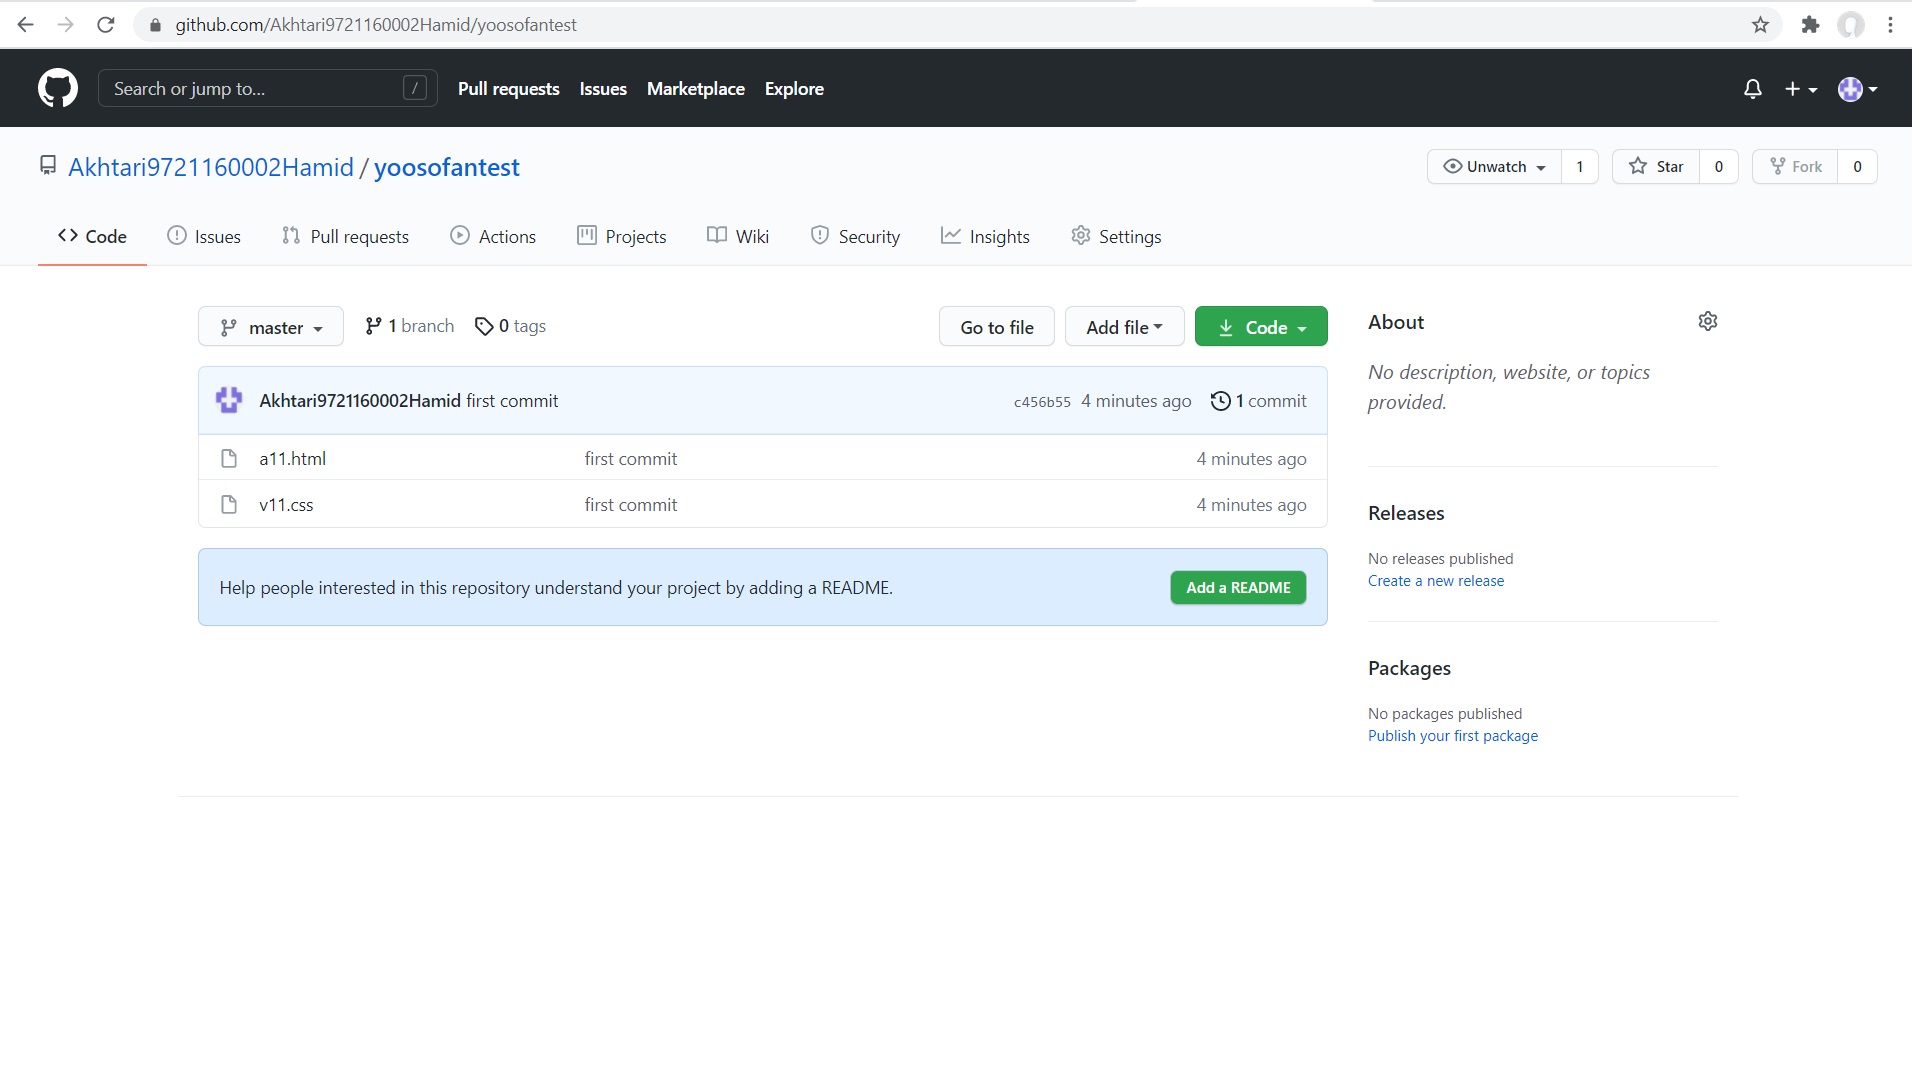 github.com/Akhtari9721160002Hamid/yoosofantest
Search or jump to... /
Pull requests Issues Marketplace Explore
Akhtari9721160002Hamid / yoosofantest
Unwatch 1 Star 0 Fork 0
Code Issues Pull requests Actions Projects Wiki Security Insights Settings
master 1 branch 0 tags Go to file Add file Code
Akhtari9721160002Hamid first commit c456b55 4 minutes ago 1 commit
a11.html first commit 4 minutes ago
v11.css first commit 4 minutes ago
Help people interested in this repository understand your project by adding a README. Add a README
About
No description, website, or topics
provided.
Releases
No releases published
Create a new release
Packages
No packages published
Publish your first package